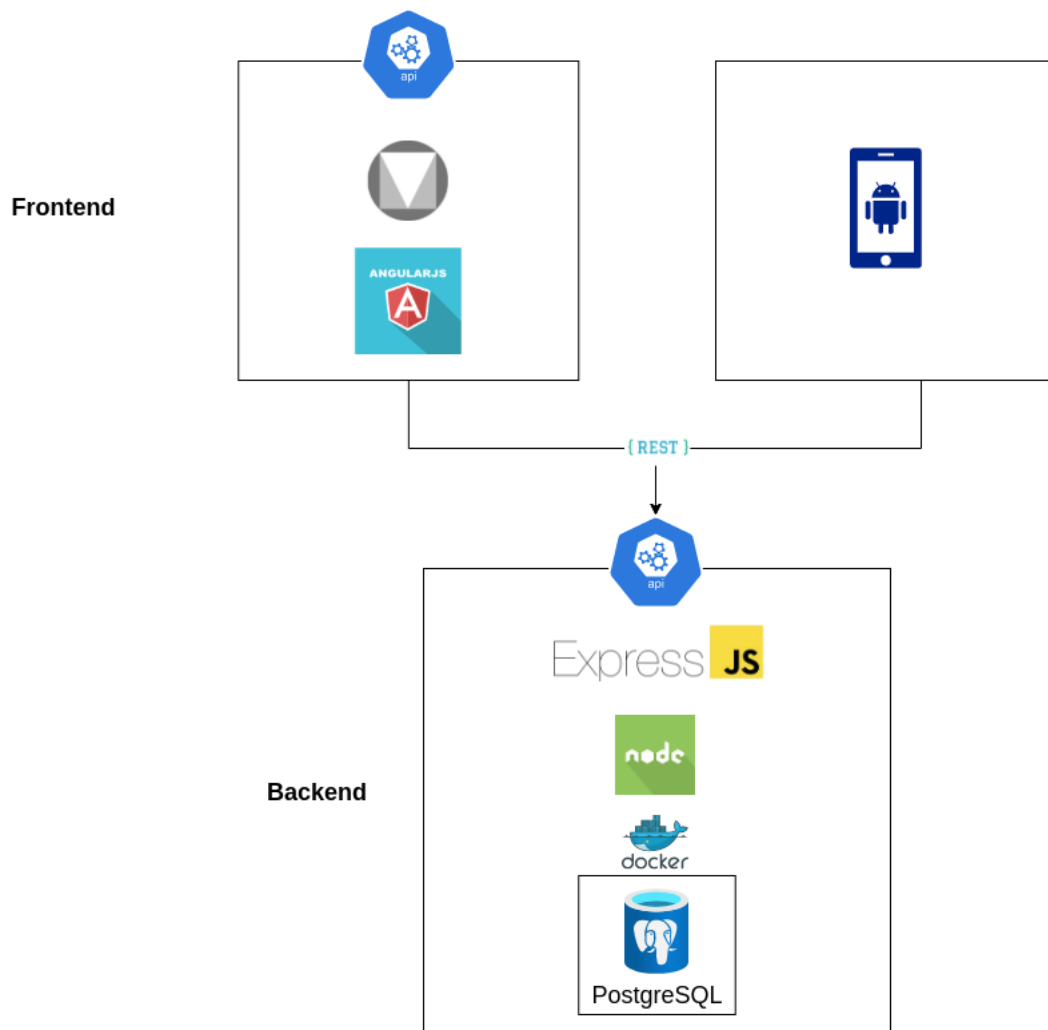 api
Frontend
ANGULARJS
{ REST }
api
Express JS
node
Backend
docker
PostgreSQL